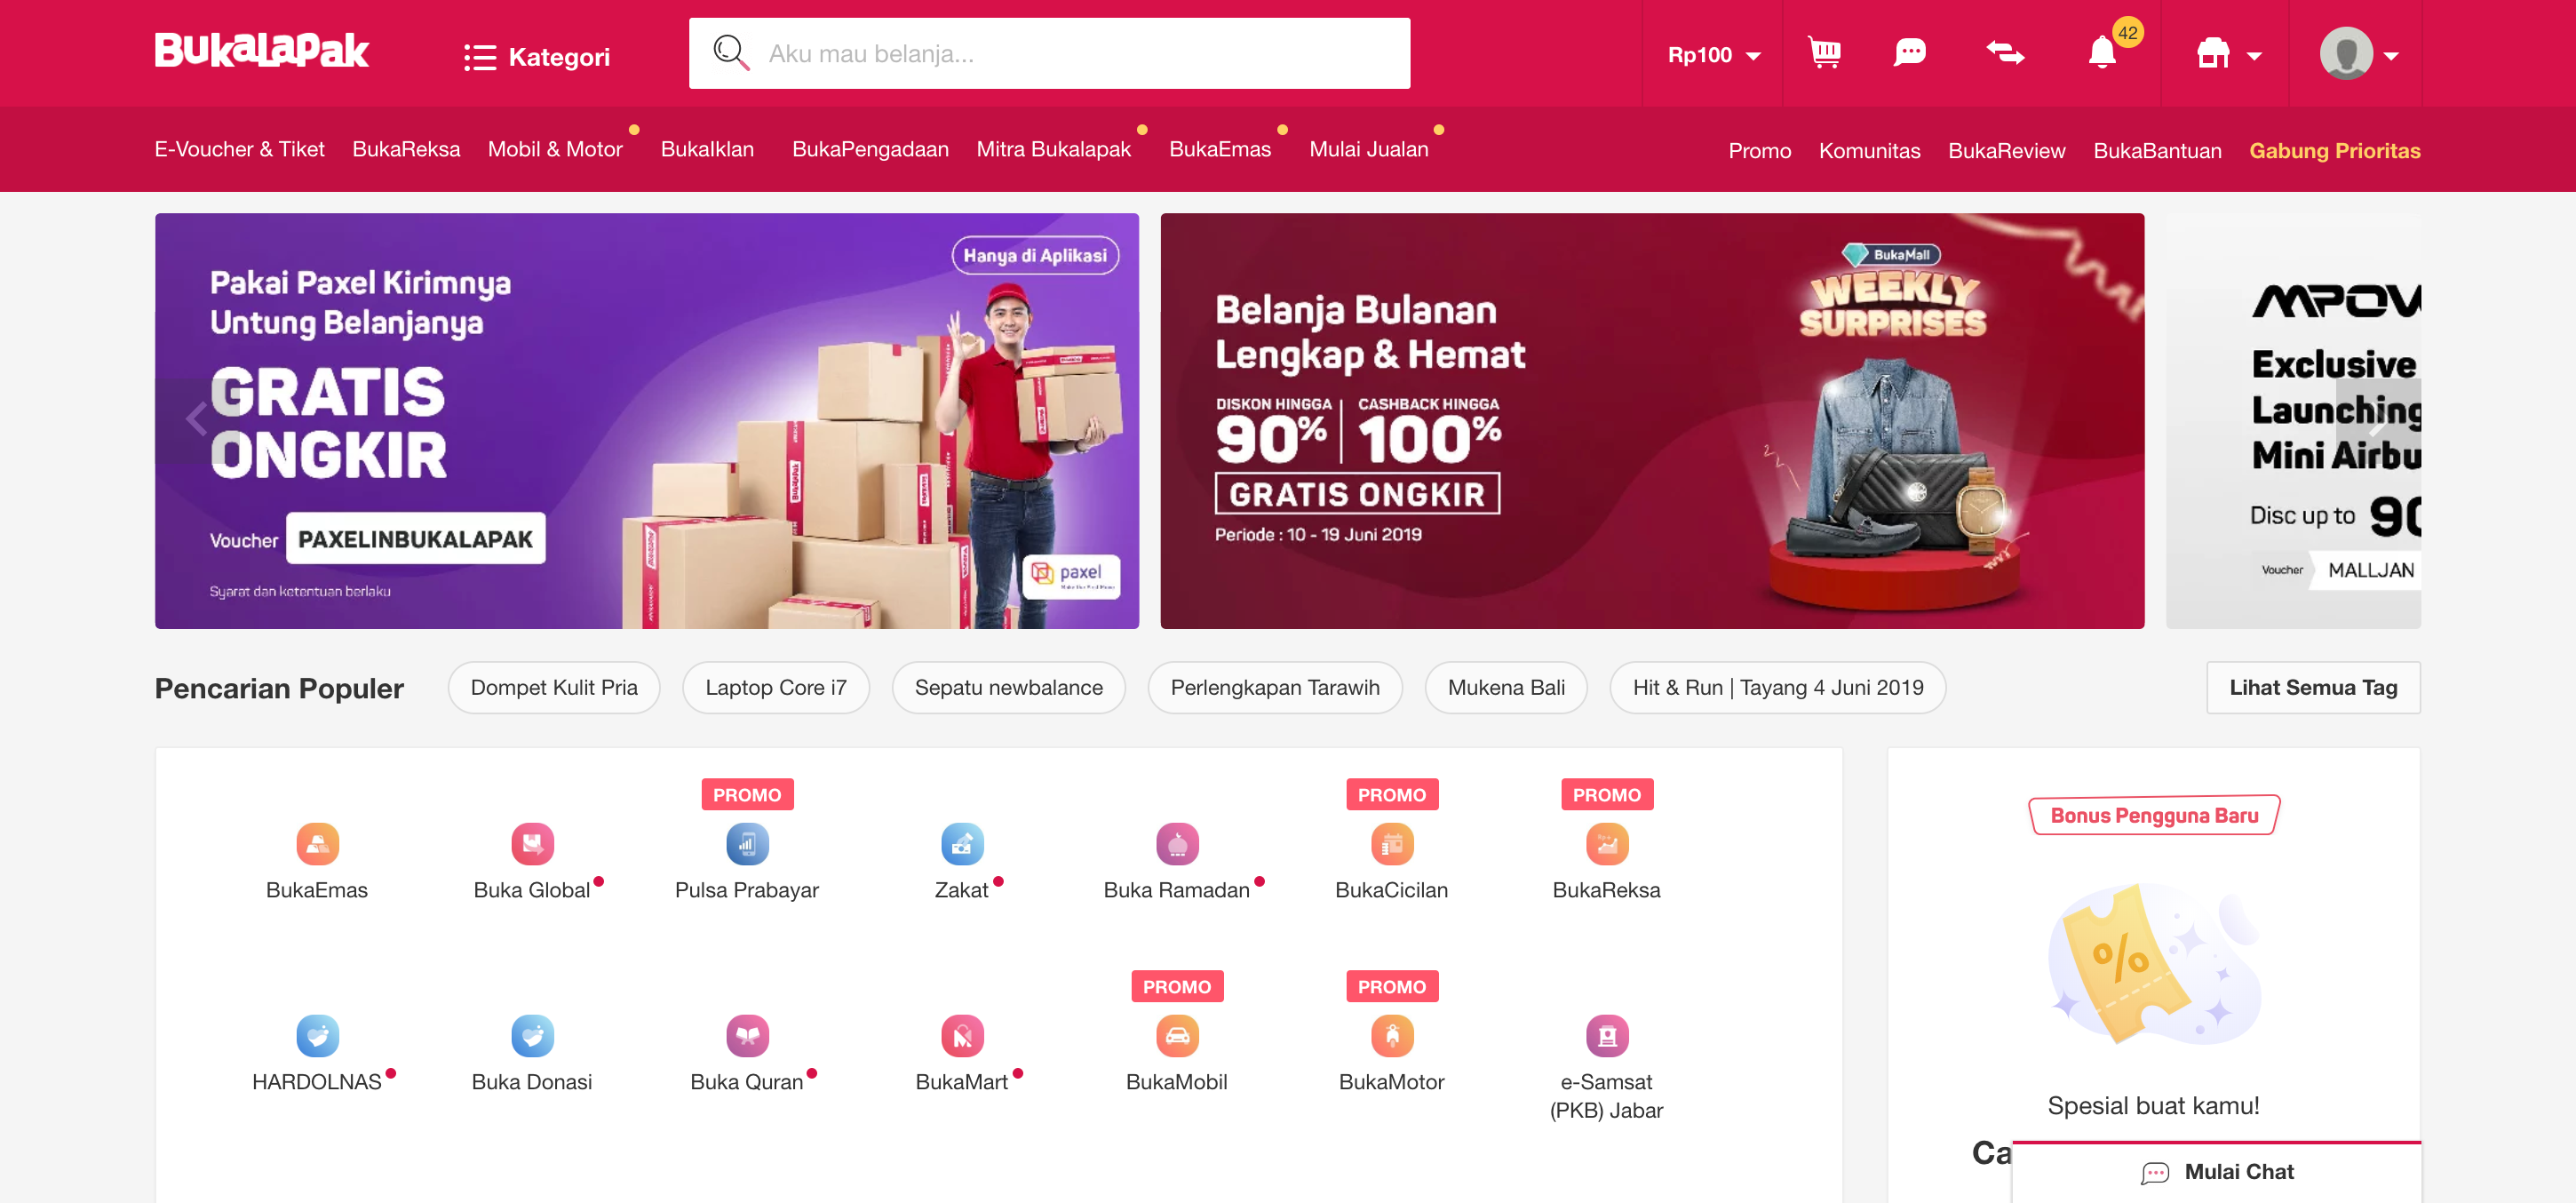 BukaLapak
Kategori
Aku mau belanja...
Rp100
42
E-Voucher & Tiket
BukaReksa
Mobil & Motor
BukaIklan
BukaPengadaan
Mitra Bukalapak
BukaEmas
Mulai Jualan
Promo
Komunitas
BukaReview
BukaBantuan
Gabung Prioritas
Hanya di Aplikasi
Pakai Paxel Kirimnya
Untung Belanjanya
GRATIS
ONGKIR
Voucher PAXELINBUKALAPAK
Syarat dan ketentuan berlaku
paxel
BukaMall
WEEKLY
SURPRISES
Belanja Bulanan
Lengkap & Hemat
DISKON HINGGA
90%
CASHBACK HINGGA
100%
GRATIS ONGKIR
Periode : 10 - 19 Juni 2019
MPOW
Exclusive
Launching
Mini Airbu
Disc up to 90
Voucher MALLJAN
Pencarian Populer
Dompet Kulit Pria
Laptop Core i7
Sepatu newbalance
Perlengkapan Tarawih
Mukena Bali
Hit & Run | Tayang 4 Juni 2019
Lihat Semua Tag
BukaEmas
Buka Global
PROMO
Pulsa Prabayar
Zakat
Buka Ramadan
PROMO
BukaCicilan
PROMO
BukaReksa
HARDOLNAS
Buka Donasi
Buka Quran
BukaMart
PROMO
BukaMobil
PROMO
BukaMotor
e-Samsat
(PKB) Jabar
Bonus Pengguna Baru
%
Spesial buat kamu!
Ca
Mulai Chat